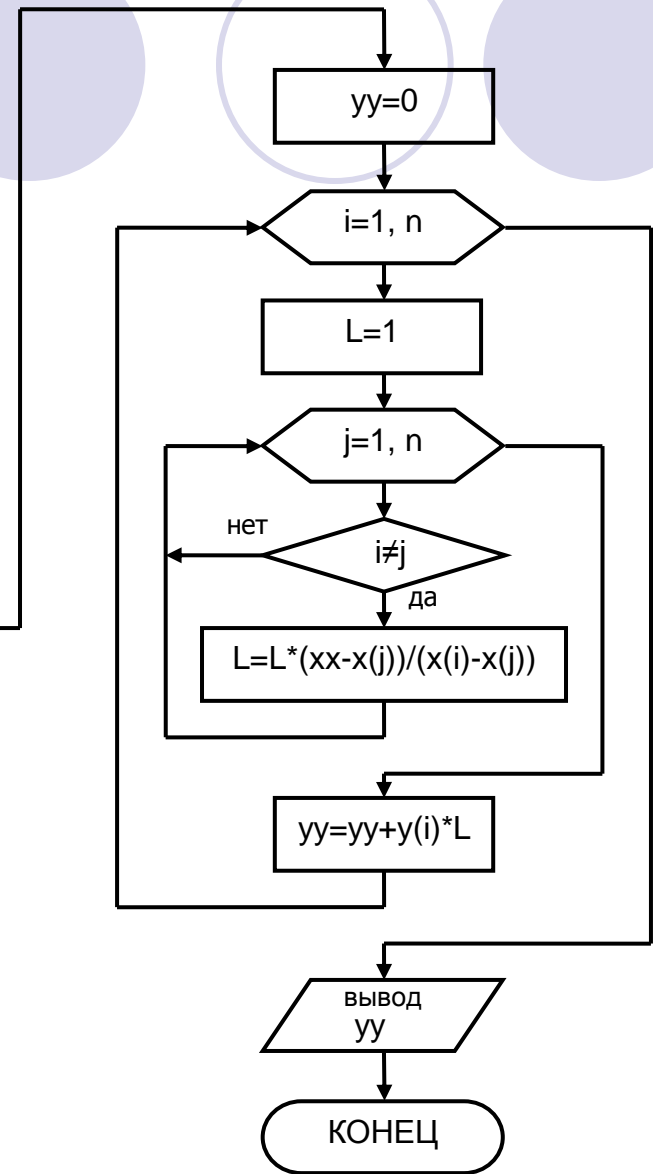 yy=0
i=1, n
L=1
j=1, n
нет
i≠j
да
L=L*(xx-x(j))/(x(i)-x(j))
yy=yy+y(i)*L
вывод
yy
КОНЕЦ